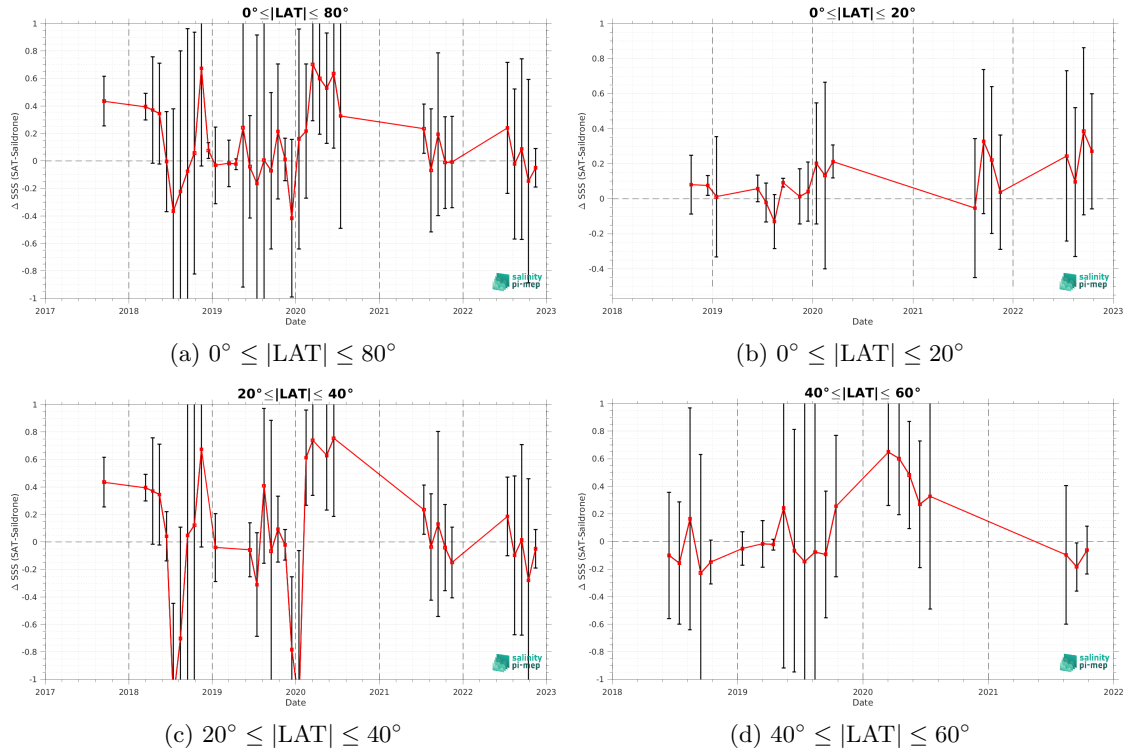 0°≤|LAT|≤ 80°
Δ SSS (SAT-Saildrone)
1
0.8
0.6
0.4
0.2
0
-0.2
-0.4
-0.6
-0.8
-1
2017 2018 2019 2020 2021 2022 2023
Date
salinity
pi-mep
(a) 0° ≤ |LAT| ≤ 80°
0°≤|LAT|≤ 20°
Δ SSS (SAT-Saildrone)
1
0.8
0.6
0.4
0.2
0
-0.2
-0.4
2018 2019 2020 2021 2022 2023
Date
salinity
pi-mep
(b) 0° ≤ |LAT| ≤ 20°
20°≤|LAT|≤ 40°
Δ SSS (SAT-Saildrone)
1
0.8
0.6
0.4
0.2
0
-0.2
-0.4
-0.6
-0.8
-1
2017 2018 2019 2020 2021 2022 2023
Date
salinity
pi-mep
(c) 20° ≤ |LAT| ≤ 40°
40°≤|LAT|≤ 60°
Δ SSS (SAT-Saildrone)
1
0.8
0.6
0.4
0.2
0
-0.2
-0.4
-0.6
-0.8
-1
2018 2019 2020 2021 2022
Date
salinity
pi-mep
(d) 40° ≤ |LAT| ≤ 60°